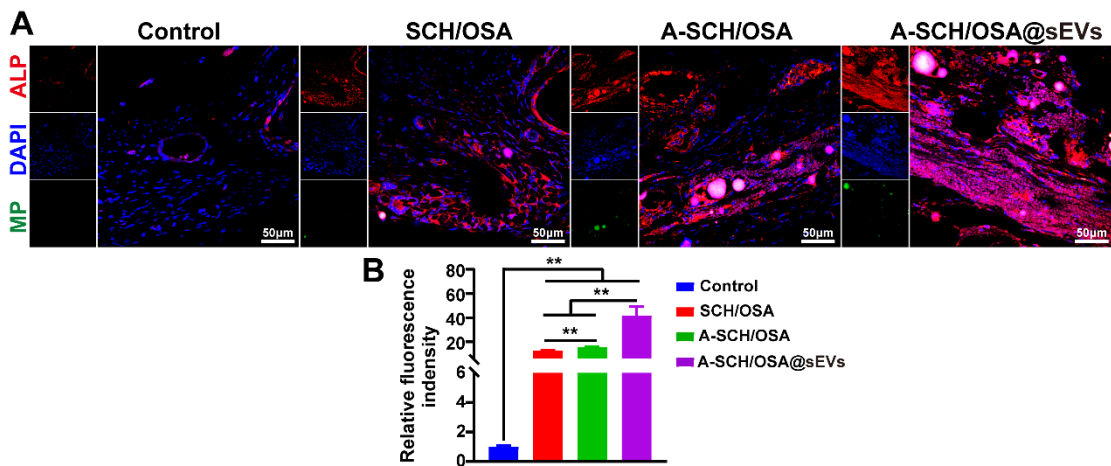 A
Control
SCH/OSA
A-SCH/OSA
A-SCH/OSA@sEVs
ALP
DAPI
MP
50μm
50μm
50μm
50μm
B
Relative fluorescence
indensity
80
60
40
20
6
4
2
0
**
**
**
Control
SCH/OSA
A-SCH/OSA
A-SCH/OSA@sEVs